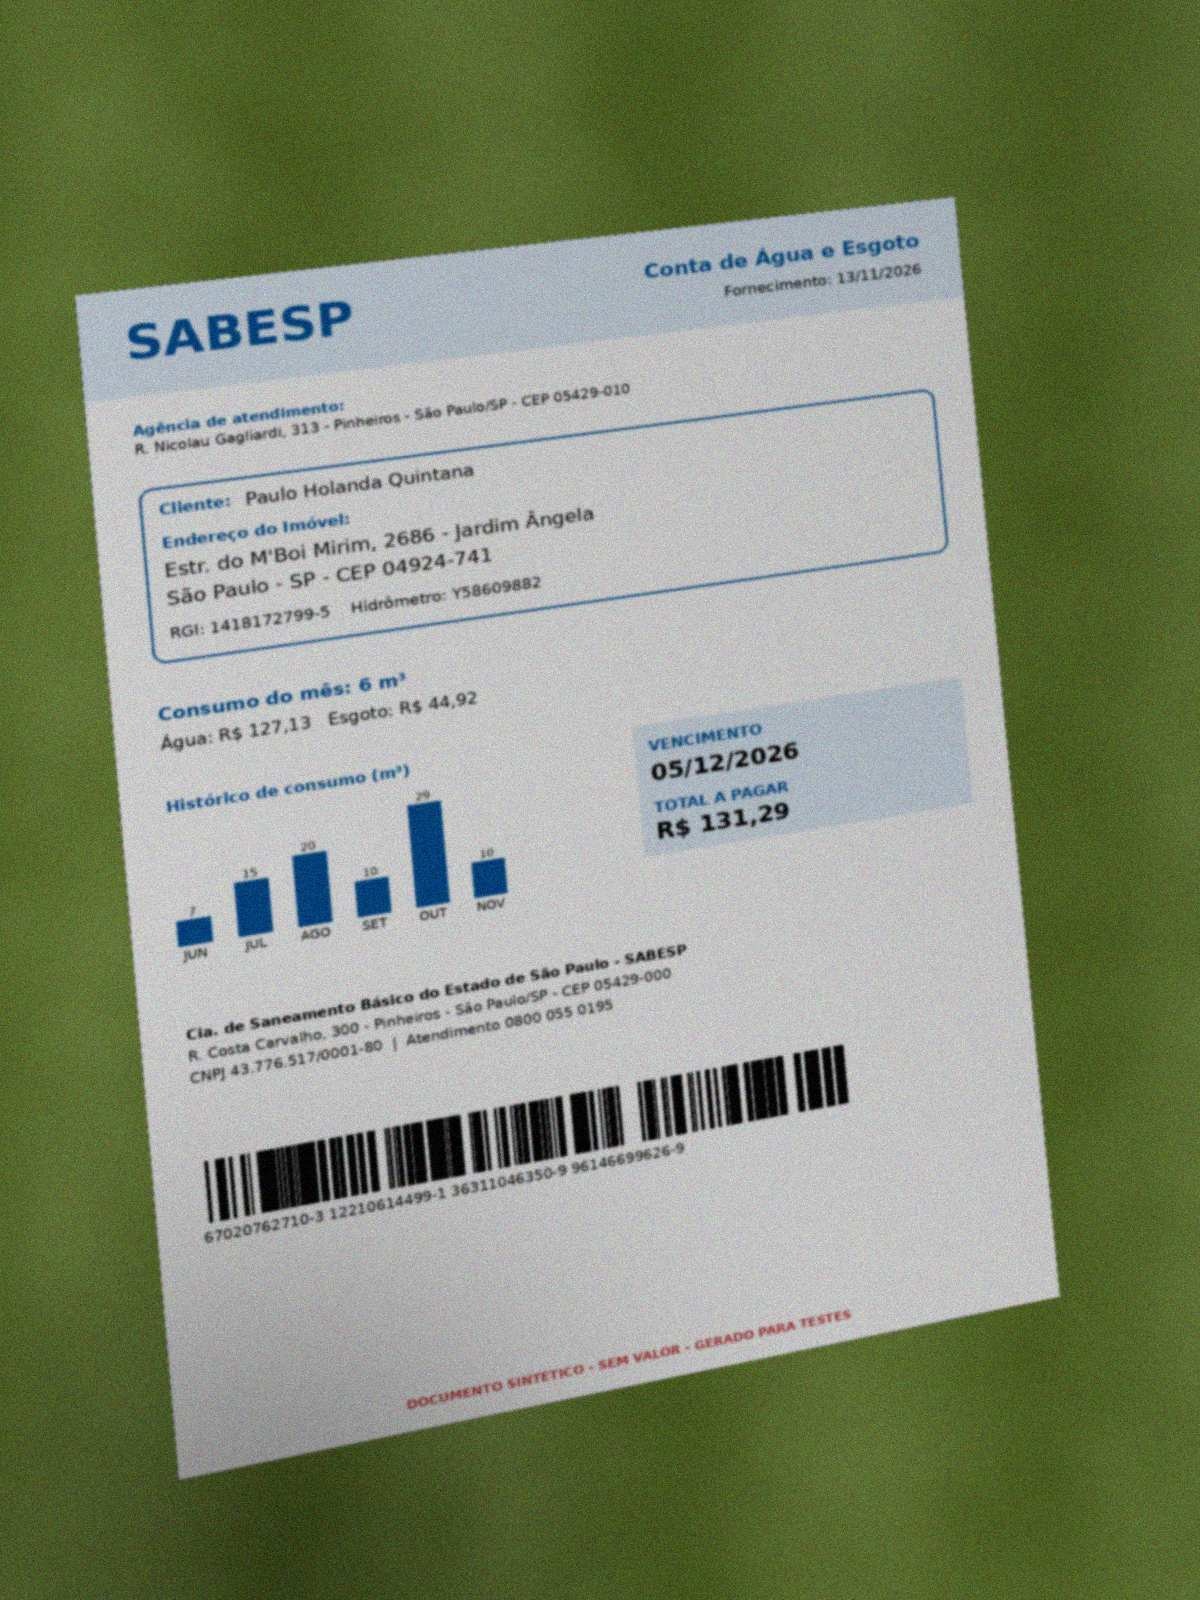 SABESP
Conta de Água e Esgoto
Fornecimento: 13/11/2026
Agência de atendimento:
R. Nicolau Gagliardi, 313 - Pinheiros - São Paulo/SP - CEP 05429-010
Cliente: Paulo Holanda Quintana
Endereço do Imóvel:
Estr. do M'Boi Mirim, 2686 - Jardim Ângela
São Paulo - SP - CEP 04924-741
RGI: 1418172799-5 Hidrômetro: Y58609882
Consumo do mês: 6 m³
Água: R$ 127,13 Esgoto: R$ 44,92
VENCIMENTO
05/12/2026
TOTAL A PAGAR
R$ 131,29
Histórico de consumo (m³)
7 15 20 10 29 10
JUN JUL AGO SET OUT NOV
Cia. de Saneamento Básico do Estado de São Paulo - SABESP
R. Costa Carvalho, 300 - Pinheiros - São Paulo/SP - CEP 05429-000
CNPJ 43.776.517/0001-80 | Atendimento 0800 055 0195
67020762710-3 12210614499-1 36311046350-9 96146699626-9
DOCUMENTO SINTÉTICO - SEM VALOR - GERADO PARA TESTES